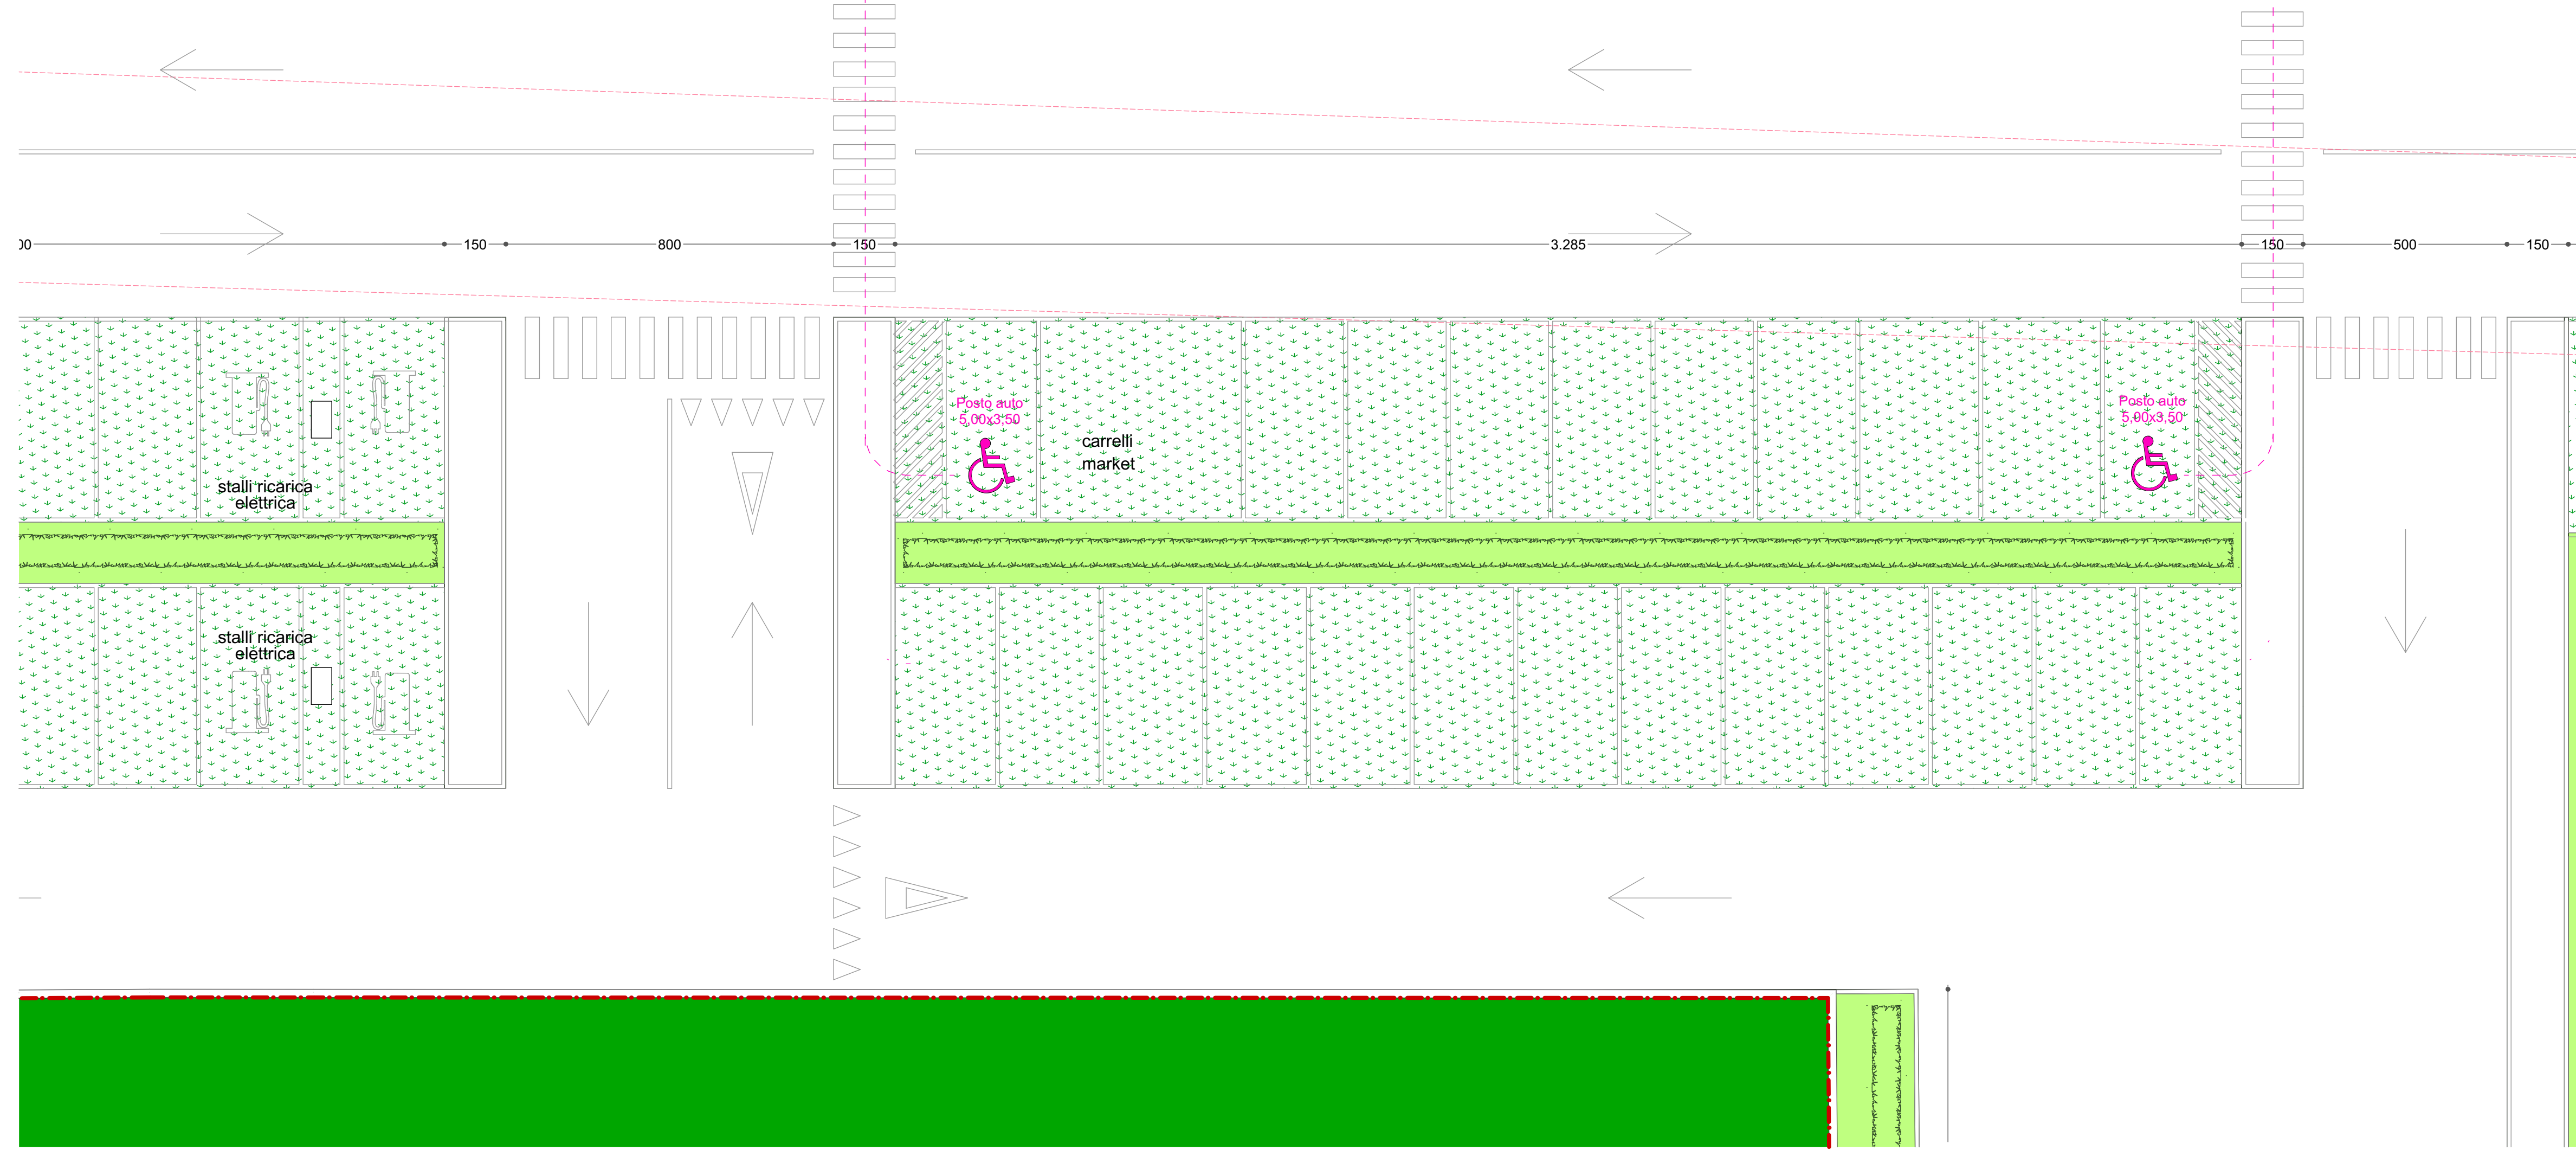 00
150
800
150
3.285
150
500
150
Posto auto
5,00x3,50
Posto auto
5,00x3,50
carrelli
market
stalli ricarica
elettrica
stalli ricarica
elettrica